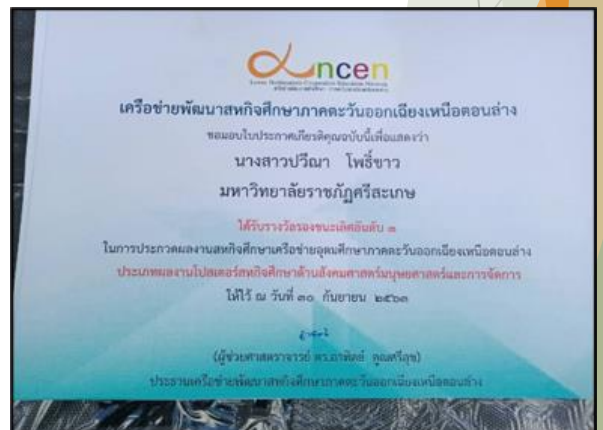 ncen
เครือข่ายพัฒนาสหกิจศึกษาภาคตะวันออกเฉียงเหนือตอนล่าง
ขอมอบใบประกาศเกียรติคุณฉบับนี้เพื่อแสดงว่า
นางสาวปวีณา โพธิ์ขาว
มหาวิทยาลัยราชภัฏศรีสะเกษ
ได้รับรางวัลรองชนะเลิศอันดับ ๓
ในการประกวดผลงานสหกิจศึกษาเครือข่ายอุดมศึกษาภาคตะวันออกเฉียงเหนือตอนล่าง
ประเภทผลงานโปสเตอร์สหกิจศึกษาด้านสังคมศาสตร์มนุษยศาสตร์และการจัดการ
ให้ไว้ ณ วันที่ ๓๐ กันยายน ๒๕๖๓
(ผู้ช่วยศาสตราจารย์ ดร.อาทิตย์ คูณศรีสุข)
ประธานเครือข่ายพัฒนาสหกิจศึกษาภาคตะวันออกเฉียงเหนือตอนล่าง